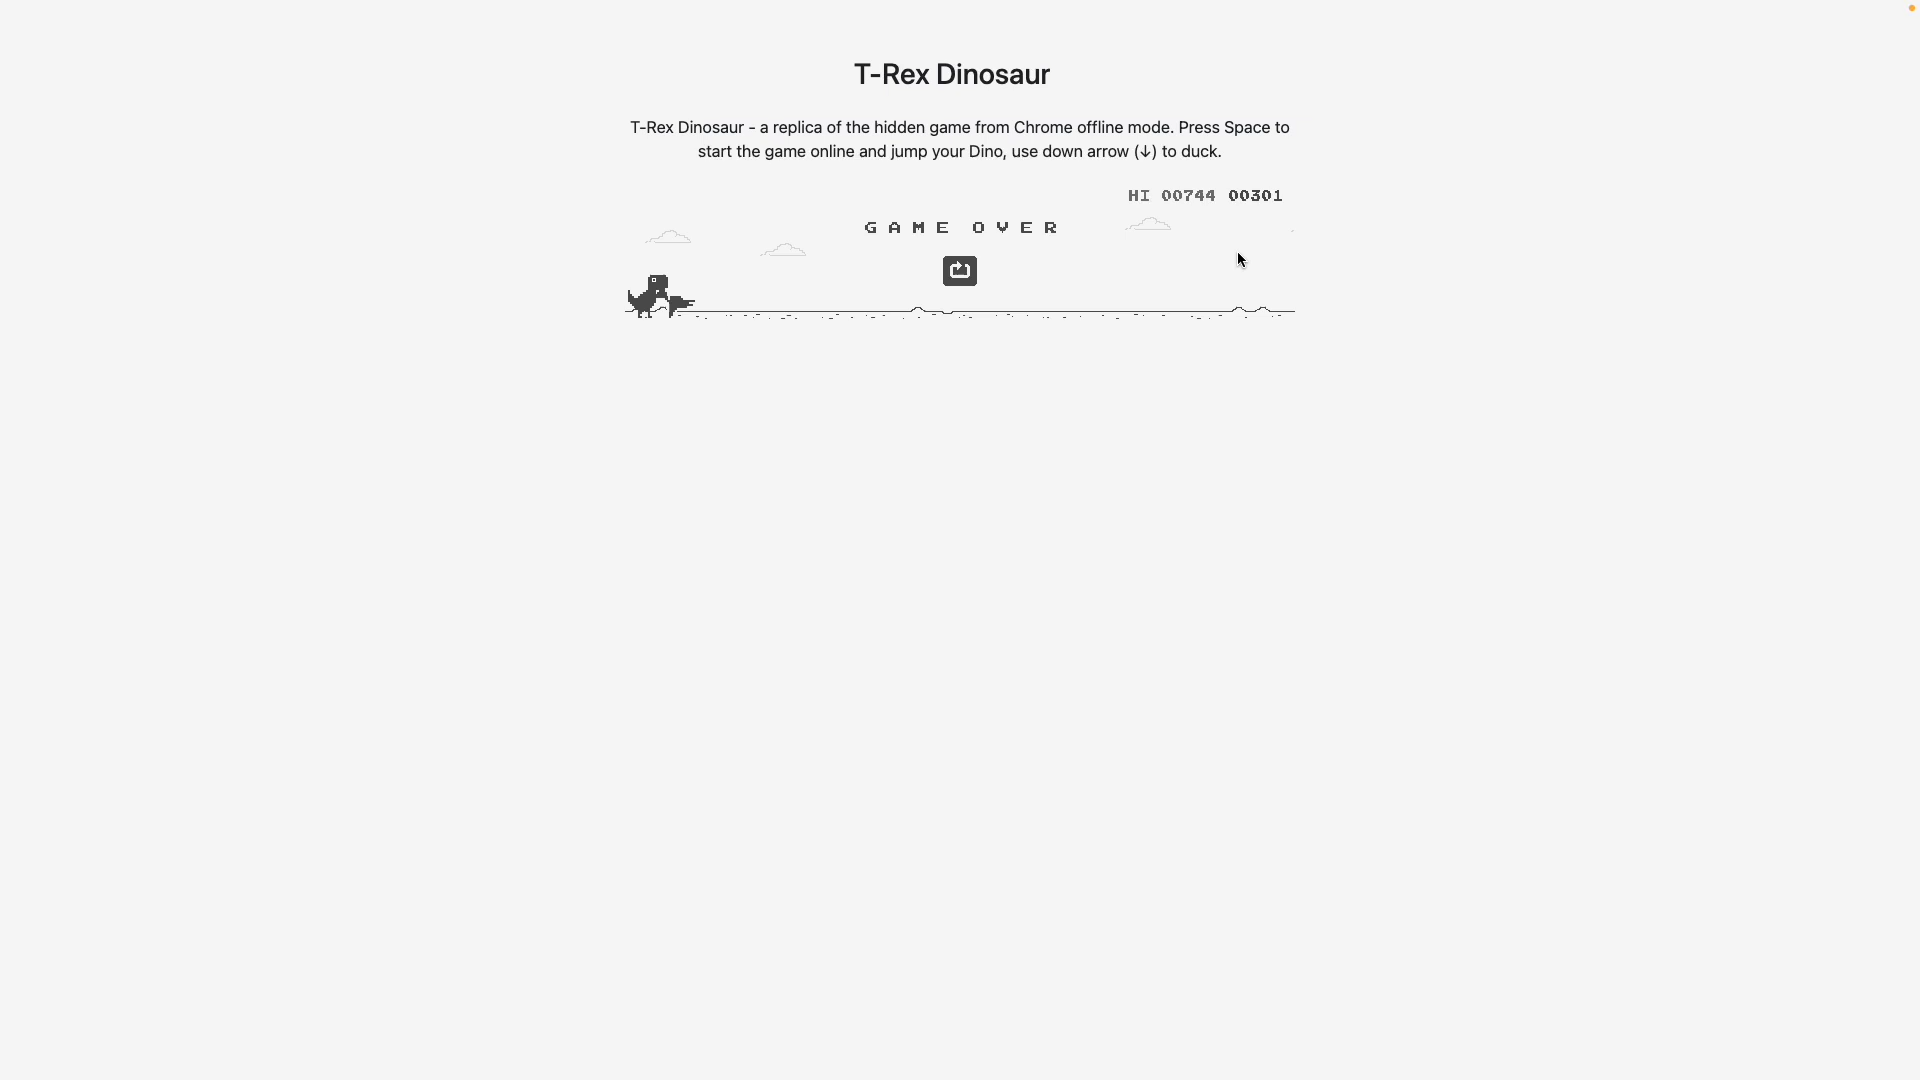 T-Rex Dinosaur
T-Rex Dinosaur - a replica of the hidden game from Chrome offline mode. Press Space to
start the game online and jump your Dino, use down arrow (↓) to duck.
HI 00744 00301
GAME OVER